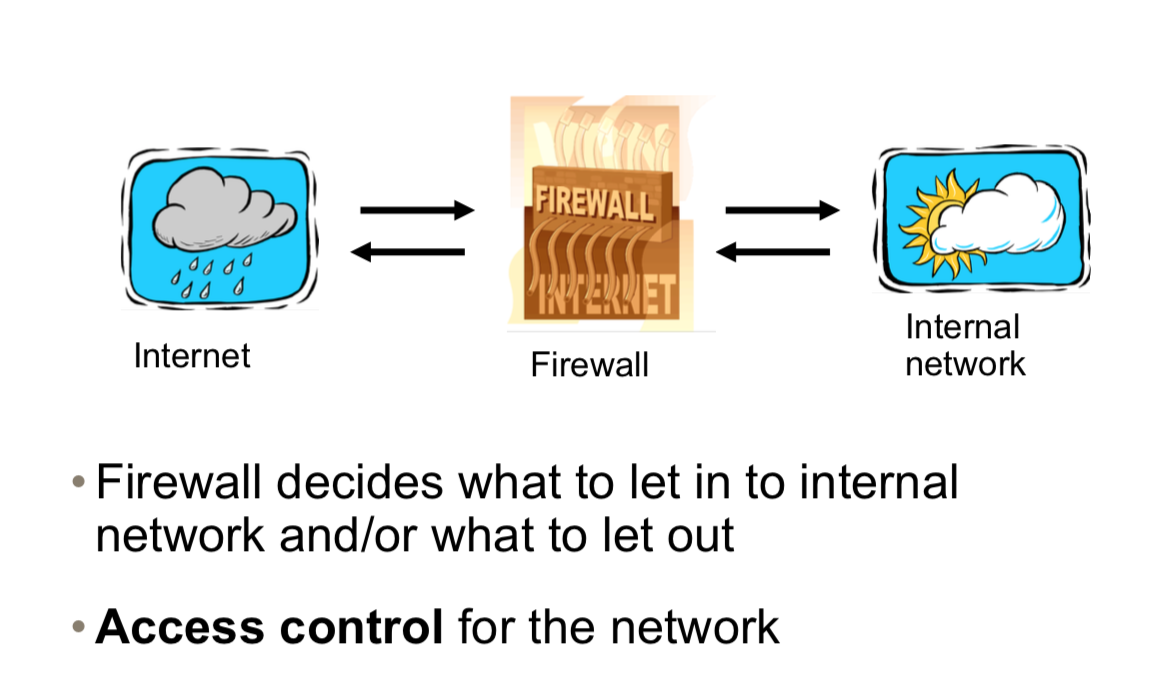 FIREWALL
INTERNET
Internet
Firewall
Internal
network
• Firewall decides what to let in to internal
network and/or what to let out
• Access control for the network